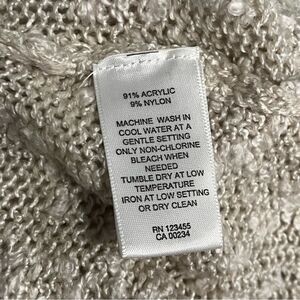 91% ACRYLIC
9% NYLON
MACHINE WASH IN
COOL WATER AT A
GENTLE SETTING
ONLY NON-CHLORINE
BLEACH WHEN
NEEDED
TUMBLE DRY AT LOW
TEMPERATURE
IRON AT LOW SETTING
OR DRY CLEAN
RN 123455
CA 00234